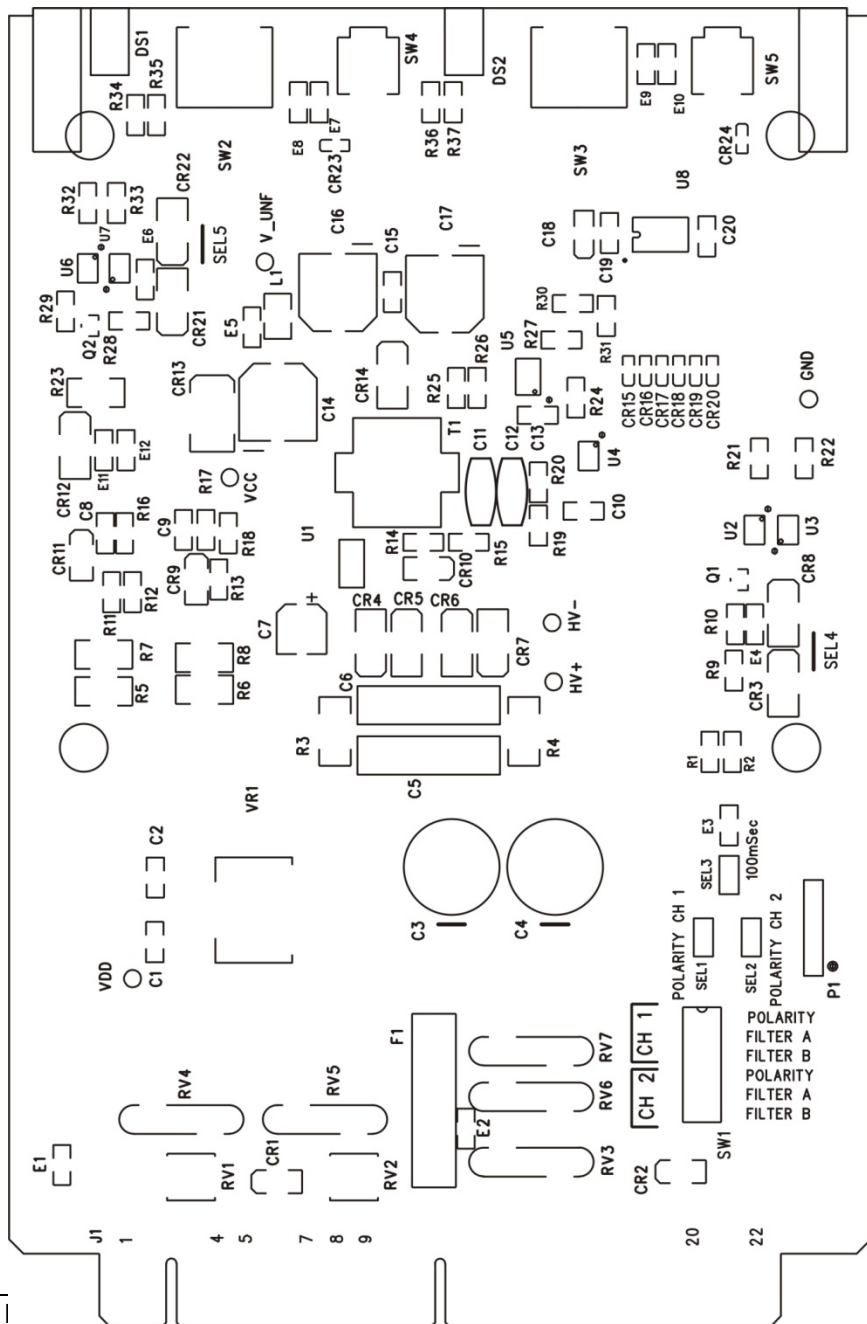 DS1
SW4
DS2
SW5
R34
R35
E8
E7
R36
R37
E9
E10
SW2
CR23
SW3
CR24
R32
R33
CR22
U8
U7
U6
E6
SEL5
V_UNF
C16
C15
C17
C18
C19
C20
L1
R29
Q2
R28
CR21
E5
R30
R31
U5
R27
R26
R25
R23
CR13
C14
CR14
R24
CR15
CR16
CR17
CR18
CR19
CR20
GND
T1
C11
C12
C13
U4
CR12
E11
E12
R17
VCC
R20
R21
R22
C8
R16
C9
R18
U1
R14
R15
R19
C10
U2
U3
CR11
CR9
R13
CR10
Q1
CR8
R11
R12
C7
+
CR4
CR5
CR6
CR7
HV-
R10
E4
SEL4
R7
R8
R5
R6
C6
HV+
R9
CR3
R3
R4
C5
R1
R2
VR1
C2
E3
SEL3
100mSec
C1
VDD
C3
C4
POLARITY CH 1
SEL1
SEL2
POLARITY CH 2
P1
F1
RV7
CH 1
POLARITY
FILTER A
FILTER B
RV4
RV5
RV6
CH 2
POLARITY
FILTER A
FILTER B
E1
RV1
CR1
RV2
E2
RV3
CR2
SW1
J1
1
4
5
7
8
9
20
22